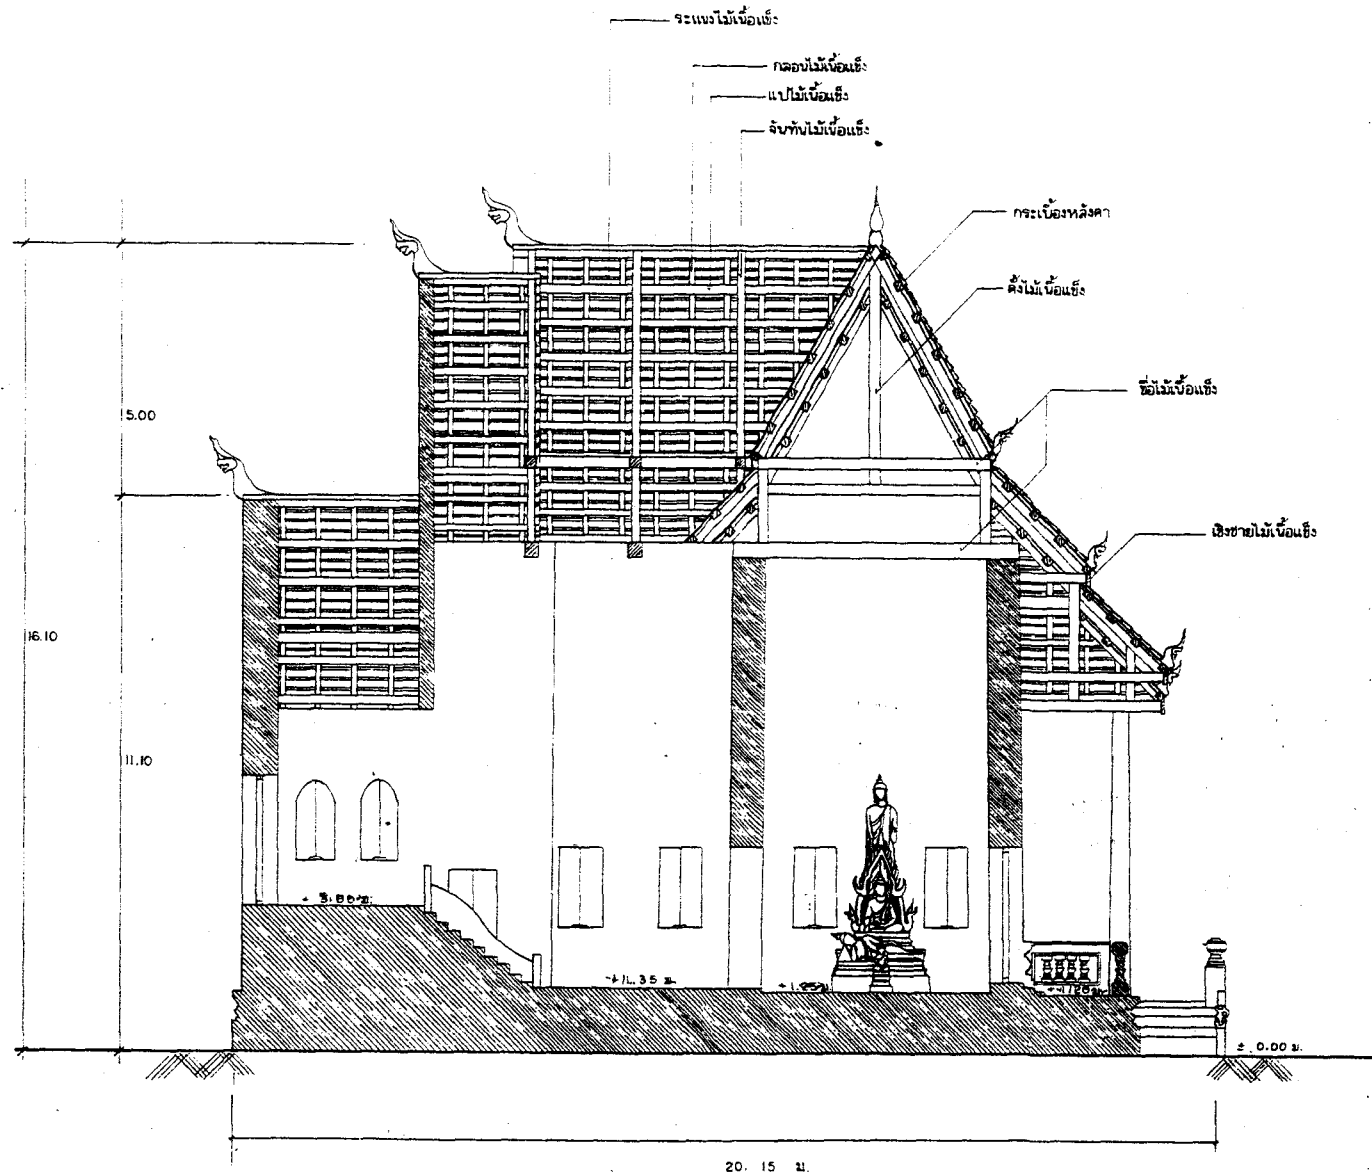 ระแนงไม้เนื้อแข็ง
กลอนไม้เนื้อแข็ง
แปไม้เนื้อแข็ง
จันทันไม้เนื้อแข็ง
กระเบื้องหลังคา
ดั้งไม้เนื้อแข็ง
ขื่อไม้เนื้อแข็ง
เชิงชายไม้เนื้อแข็ง
5.00
16.10
11.10
+1.35 ม.
± 0.00 ม.
20.15 ม.